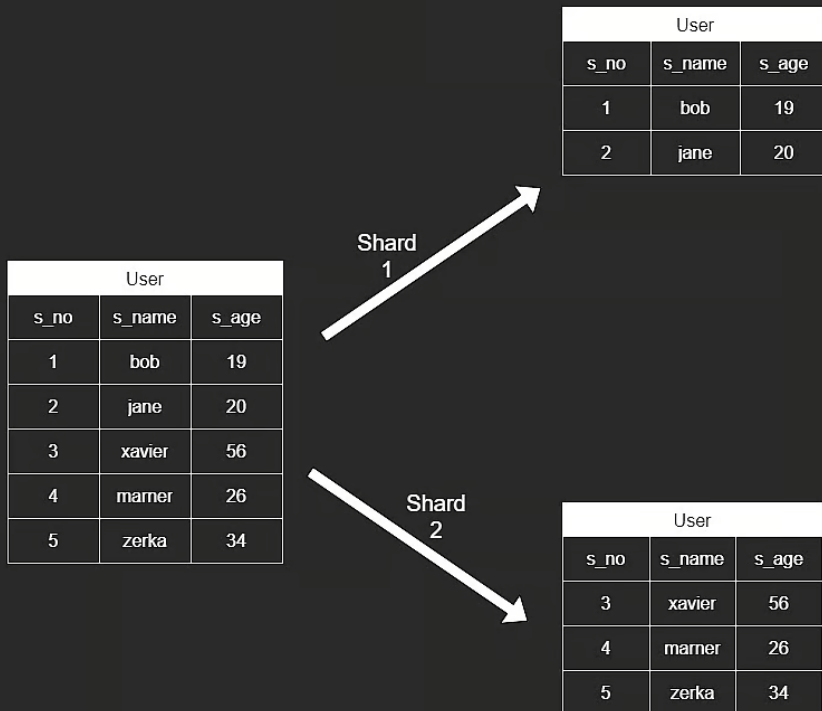 User
s_no s_name s_age
1 bob 19
2 jane 20
Shard
1
User
s_no s_name s_age
1 bob 19
2 jane 20
3 xavier 56
4 marner 26
5 zerka 34
Shard
2
User
s_no s_name s_age
3 xavier 56
4 marner 26
5 zerka 34